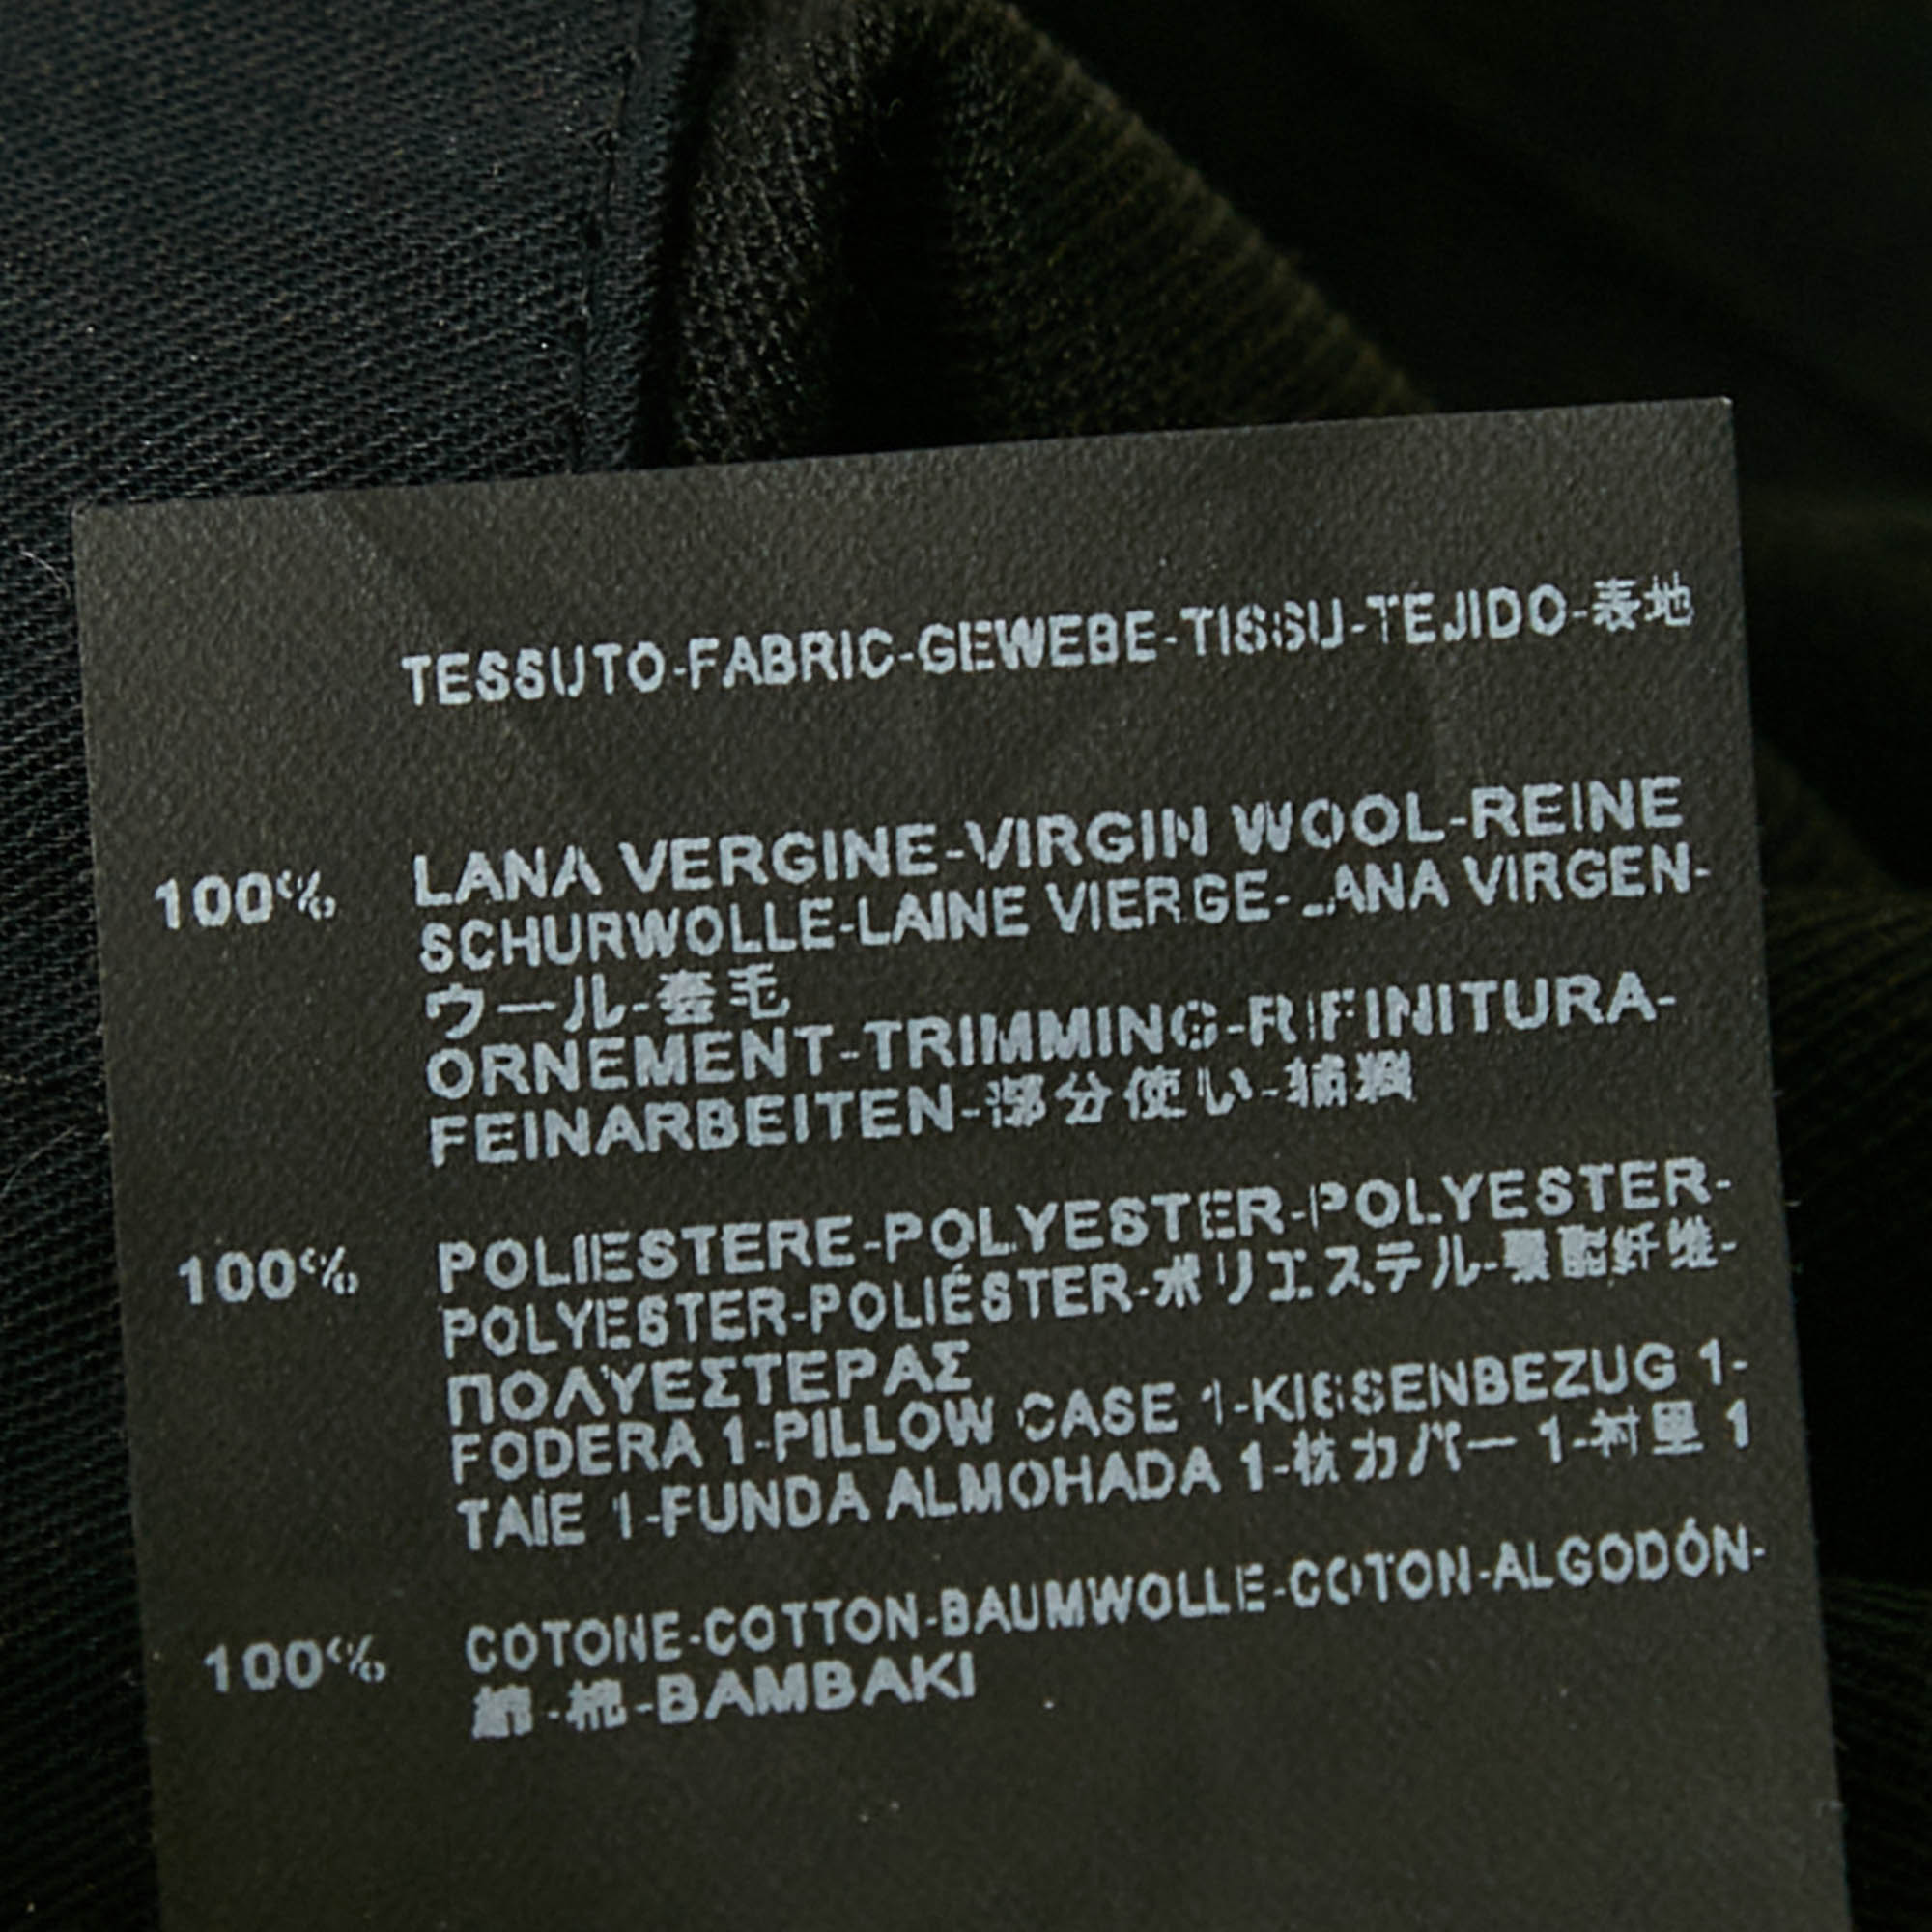 TESSUTO-FABRIC-GEWEBE-TISSU-TEJIDO-表地
100% LANA VERGINE-VIRGIN WOOL-REINE
SCHURWOLLE-LAINE VIERGE-LANA VIRGEN-
ウール-套毛
ORNEMENT-TRIMMING-RIFINITURA-
FEINARBEITEN-部分使い-
100% POLIESTERE-POLYESTER-POLYESTER-
POLYESTER-POLIÉSTER-ポリエステル-聚酯纤维-
ΠΟΛΥΕΣΤΕΡΑΣ
FODERA 1-PILLOW CASE 1-KISSENBEZUG 1-
TAIE 1-FUNDA ALMOHADA 1-枕カバー 1-衬里 1
100% COTONE-COTTON-BAUMWOLLE-COTON-ALGODÓN-
綿-棉-BAMBAKI